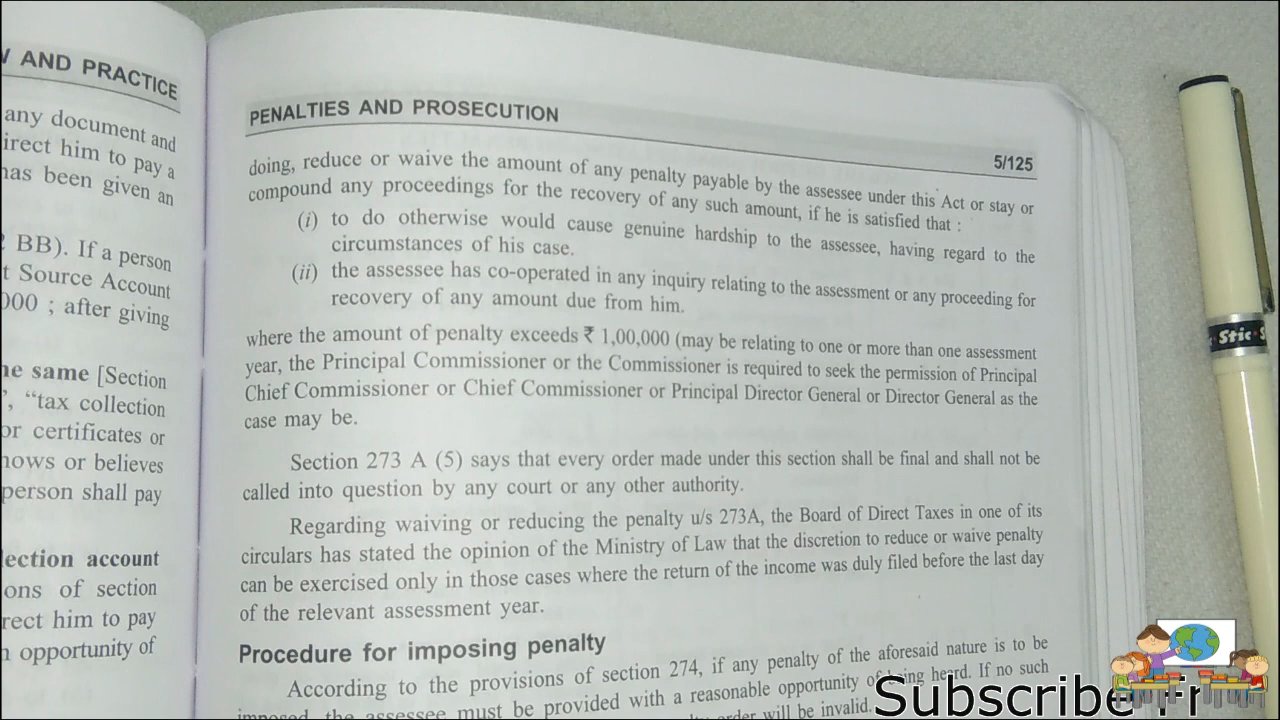 V AND PRACTICE
any document and
irect him to pay a
has been given an
BB). If a person
t Source Account
000 ; after giving
ne same [Section
”, “tax collection
or certificates or
nows or believes
person shall pay
lection account
ons of section
rect him to pay
n opportunity of
PENALTIES AND PROSECUTION
5/125
doing, reduce or waive the amount of any penalty payable by the assessee under this Act or stay or
compound any proceedings for the recovery of any such amount, if he is satisfied that :
(i) to do otherwise would cause genuine hardship to the assessee, having regard to the
circumstances of his case.
(ii) the assessee has co-operated in any inquiry relating to the assessment or any proceeding for
recovery of any amount due from him.
where the amount of penalty exceeds ₹ 1,00,000 (may be relating to one or more than one assessment
year, the Principal Commissioner or the Commissioner is required to seek the permission of Principal
Chief Commissioner or Chief Commissioner or Principal Director General or Director General as the
case may be.
Section 273 A (5) says that every order made under this section shall be final and shall not be
called into question by any court or any other authority.
Regarding waiving or reducing the penalty u/s 273A, the Board of Direct Taxes in one of its
circulars has stated the opinion of the Ministry of Law that the discretion to reduce or waive penalty
can be exercised only in those cases where the return of the income was duly filed before the last day
of the relevant assessment year.
Procedure for imposing penalty
According to the provisions of section 274, if any penalty of the aforesaid nature is to be
imposed, the assessee must be provided with a reasonable opportunity of being heard. If no such
order will be invalid.
Stic
Subscribe Fr